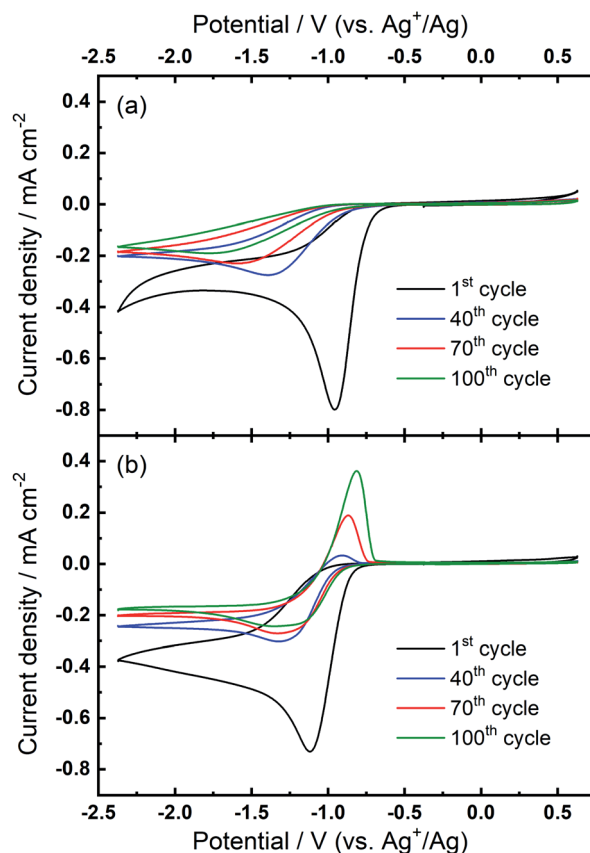 Potential / V (vs. Ag⁺/Ag)
-2.5 -2.0 -1.5 -1.0 -0.5 0.0 0.5
(a)
Current density / mA cm⁻²
0.4
0.2
0.0
-0.2
-0.4
-0.6
-0.8
1ˢᵗ cycle
40ᵗʰ cycle
70ᵗʰ cycle
100ᵗʰ cycle
(b)
Current density / mA cm⁻²
0.4
0.2
0.0
-0.2
-0.4
-0.6
-0.8
1ˢᵗ cycle
40ᵗʰ cycle
70ᵗʰ cycle
100ᵗʰ cycle
-2.5 -2.0 -1.5 -1.0 -0.5 0.0 0.5
Potential / V (vs. Ag⁺/Ag)